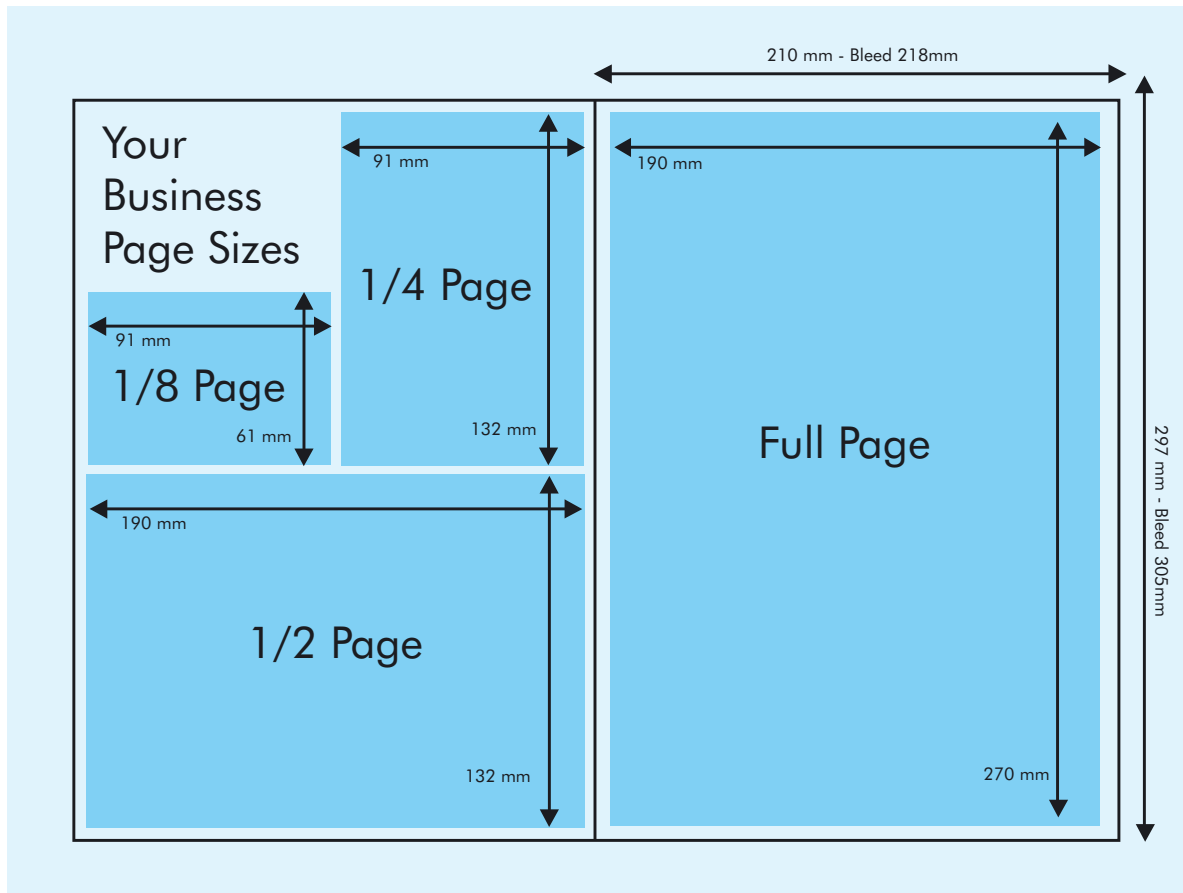 210 mm - Bleed 218mm
Your
Business
Page Sizes
91 mm
1/4 Page
132 mm
91 mm
1/8 Page
61 mm
190 mm
1/2 Page
132 mm
190 mm
Full Page
270 mm
297 mm - Bleed 305mm